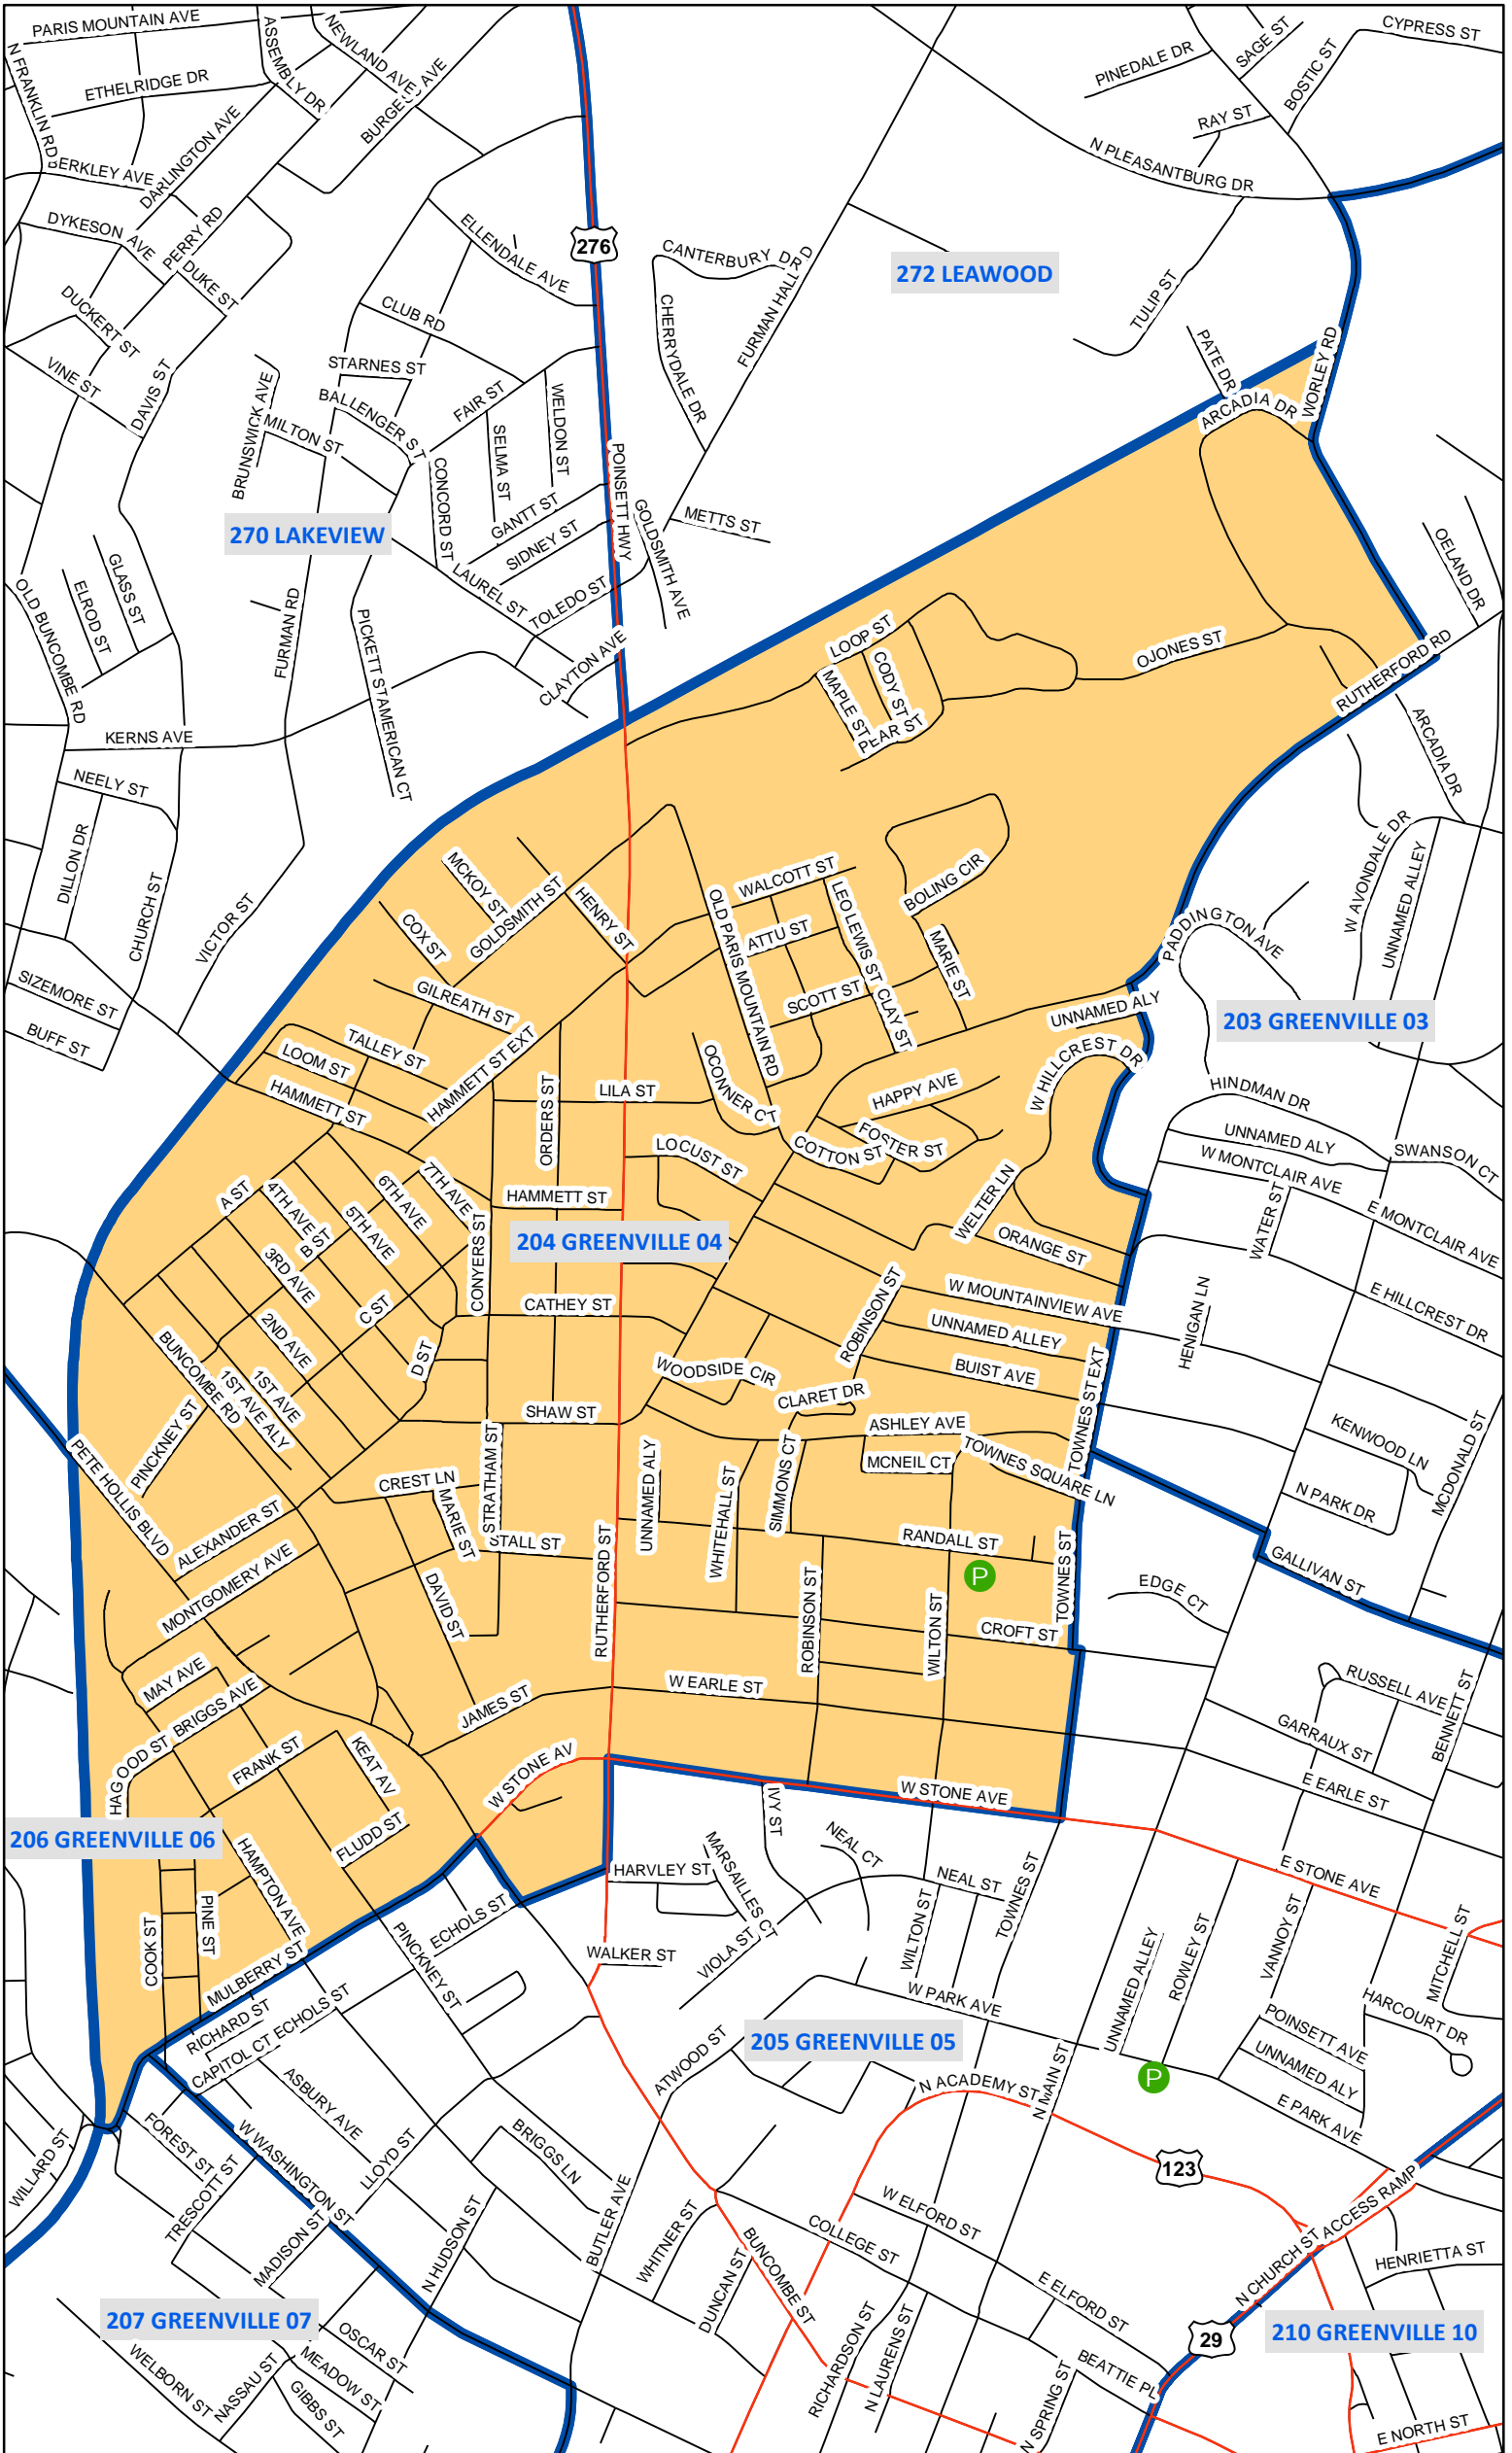 PARIS MOUNTAIN AVE
ASSEMBLY DR
NEWLAND AVE
CYPRESS ST
SAGE ST
PINEDALE DR
BOSTIC ST
N FRANKLIN RD
ETHELRIDGE DR
BURGESS AVE
RAY ST
BERKLEY AVE
DARLINGTON AVE
N PLEASANTBURG DR
DYKESON AVE
PERRY RD
ELLENDALE AVE
276
CANTERBURY DR
272 LEAWOOD
DUKE ST
DUCKERT ST
CLUB RD
CHERRYDALE DR
FURMAN HALL RD
TULIP ST
VINE ST
DAVIS ST
STARNES ST
FAIR ST
WELDON ST
PATE DR
WORLEY RD
ARCADIA DR
BRUNSWICK AVE
BALLENGER ST
MILTON ST
SELMA ST
CONCORD ST
POINSETT HWY
GANTT ST
METTS ST
270 LAKEVIEW
SIDNEY ST
GOLDSMITH AVE
OELAND DR
GLASS ST
ELROD ST
OLD BUNCOMBE RD
FURMAN RD
PICKETT ST
AMERICAN CT
LAUREL ST
TOLEDO ST
CLAYTON AVE
LOOP ST
CODY ST
MAPLE ST
PEAR ST
OJONES ST
RUTHERFORD RD
ARCADIA DR
KERNS AVE
NEELY ST
DILLON DR
CHURCH ST
VICTOR ST
SIZEMORE ST
BUFF ST
MCKOY ST
GOLDSMITH ST
COX ST
HENRY ST
WALCOTT ST
OLD PARIS MOUNTAIN RD
LEO LEWIS ST
BOLING CIR
ATTU ST
MARIE ST
SCOTT ST
CLAY ST
W AVONDALE DR
UNNAMED ALLEY
PADDINGTON AVE
203 GREENVILLE 03
UNNAMED ALY
GILREATH ST
TALLEY ST
LOOM ST
HAMMETT ST
HAMMETT ST EXT
ORDERS ST
LILA ST
OCONNER CT
HAPPY AVE
W HILLCREST DR
HINDMAN DR
COTTON ST
FOSTER ST
UNNAMED ALY
SWANSON CT
W MONTCLAIR AVE
LOCUST ST
A ST
4TH AVE
B ST
5TH AVE
6TH AVE
7TH AVE
HAMMETT ST
WELTER LN
ORANGE ST
WATER ST
E MONTCLAIR AVE
204 GREENVILLE 04
3RD AVE
CONYERS ST
C ST
CATHEY ST
W MOUNTAINVIEW AVE
HENIGAN LN
E HILLCREST DR
2ND AVE
D ST
ROBINSON ST
UNNAMED ALLEY
BUIST AVE
TOWNES ST EXT
BUNCOMBE RD
1ST AVE
1ST AVE ALY
PINCKNEY ST
WOODSIDE CIR
CLARET DR
SHAW ST
ASHLEY AVE
KENWOOD LN
MCDONALD ST
PETE HOLLIS BLVD
STRATHAM ST
UNNAMED ALY
WHITEHALL ST
SIMMONS CT
MCNEIL CT
TOWNES SQUARE LN
N PARK DR
CREST LN
MARIE ST
ALEXANDER ST
STALL ST
RANDALL ST
P
GALLIVAN ST
MONTGOMERY AVE
DAVID ST
RUTHERFORD ST
ROBINSON ST
WILTON ST
TOWNES ST
EDGE CT
CROFT ST
MAY AVE
BRIGGS AVE
HAGOOD ST
JAMES ST
W EARLE ST
RUSSELL AVE
BENNETT ST
GARRAUX ST
FRANK ST
KEAT AV
W STONE AV
W STONE AVE
E EARLE ST
206 GREENVILLE 06
FLUDD ST
HAMPTON AVE
HARVLEY ST
MARSAILLES CT
IVY ST
NEAL CT
NEAL ST
TOWNES ST
E STONE AVE
COOK ST
PINE ST
MULBERRY ST
PINCKNEY ST
ECHOLS ST
WALKER ST
VIOLA ST
WILTON ST
W PARK AVE
UNNAMED ALLEY
ROWLEY ST
VANNOY ST
MITCHELL ST
HARCOURT DR
RICHARD ST
CAPITOL CT
ECHOLS ST
205 GREENVILLE 05
ATWOOD ST
POINSETT AVE
UNNAMED ALY
P
N ACADEMY ST
N MAIN ST
E PARK AVE
ASBURY AVE
FOREST ST
WILLARD ST
TRESCOTT ST
W WASHINGTON ST
LLOYD ST
BRIGGS LN
123
ACCESS RAMP
MADISON ST
N HUDSON ST
BUTLER AVE
WHITNER ST
W ELFORD ST
COLLEGE ST
BUNCOMBE ST
DUNCAN ST
E ELFORD ST
N CHURCH ST
HENRIETTA ST
207 GREENVILLE 07
29
210 GREENVILLE 10
WELBORN ST
NASSAU ST
OSCAR ST
MEADOW ST
GIBBS ST
RICHARDSON ST
N LAURENS ST
N SPRING ST
BEATTIE PL
E NORTH ST